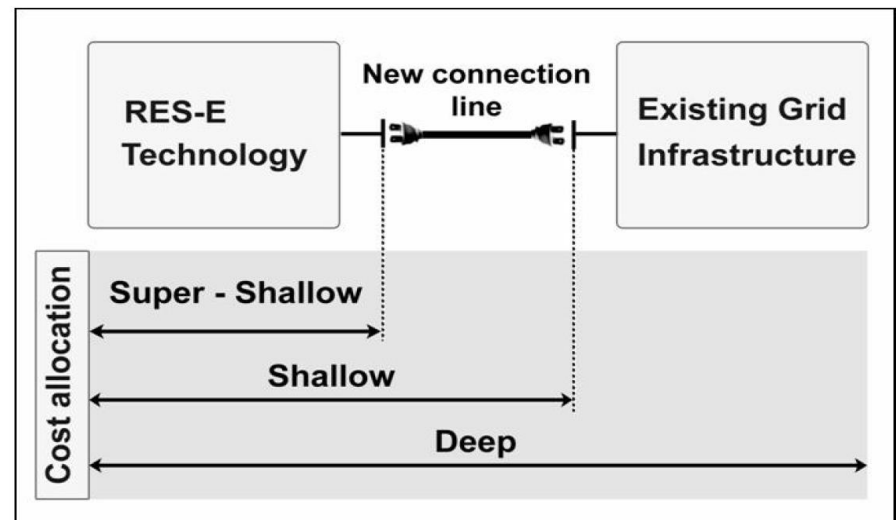 RES-E
Technology
New connection
line
Existing Grid
Infrastructure
Cost allocation
Super - Shallow
Shallow
Deep